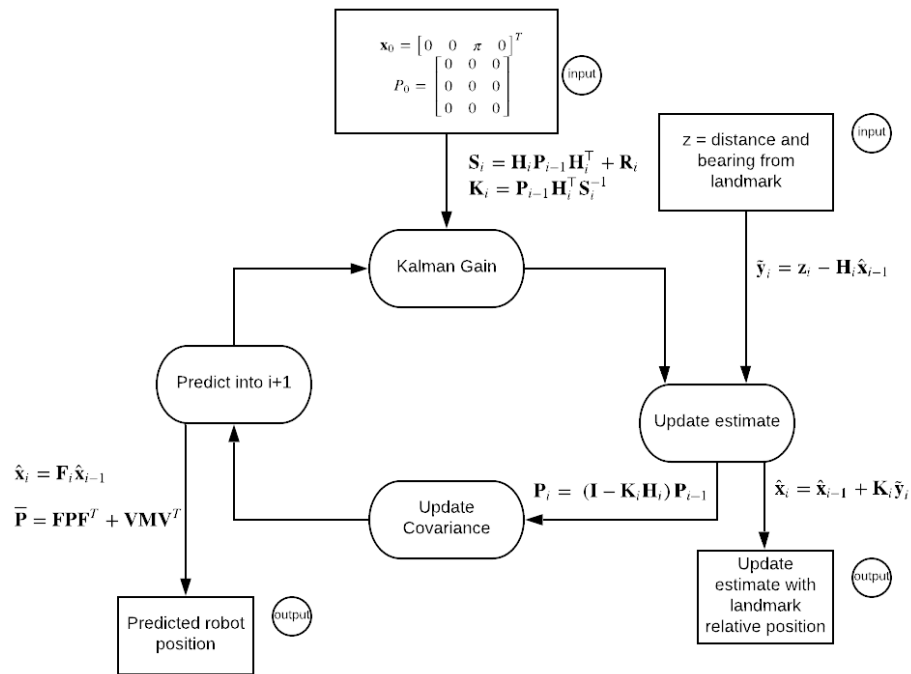 x₀ = [0 0 π 0]ᵀ
P₀ = [0 0 0
0 0 0
0 0 0]
input
z = distance and
bearing from
landmark
input
Sᵢ = HᵢPᵢ₋₁Hᵢ⊤ + Rᵢ
Kᵢ = Pᵢ₋₁Hᵢ⊤Sᵢ⁻¹
Kalman Gain
ỹᵢ = zᵢ − Hᵢx̂ᵢ₋₁
Predict into i+1
Update estimate
x̂ᵢ = Fᵢx̂ᵢ₋₁
P̅ = FPFᵀ + VMVᵀ
Update
Covariance
Pᵢ = (I − KᵢHᵢ) Pᵢ₋₁
x̂ᵢ = x̂ᵢ₋₁ + Kᵢỹᵢ
Predicted robot
position
output
Update
estimate with
landmark
relative position
output